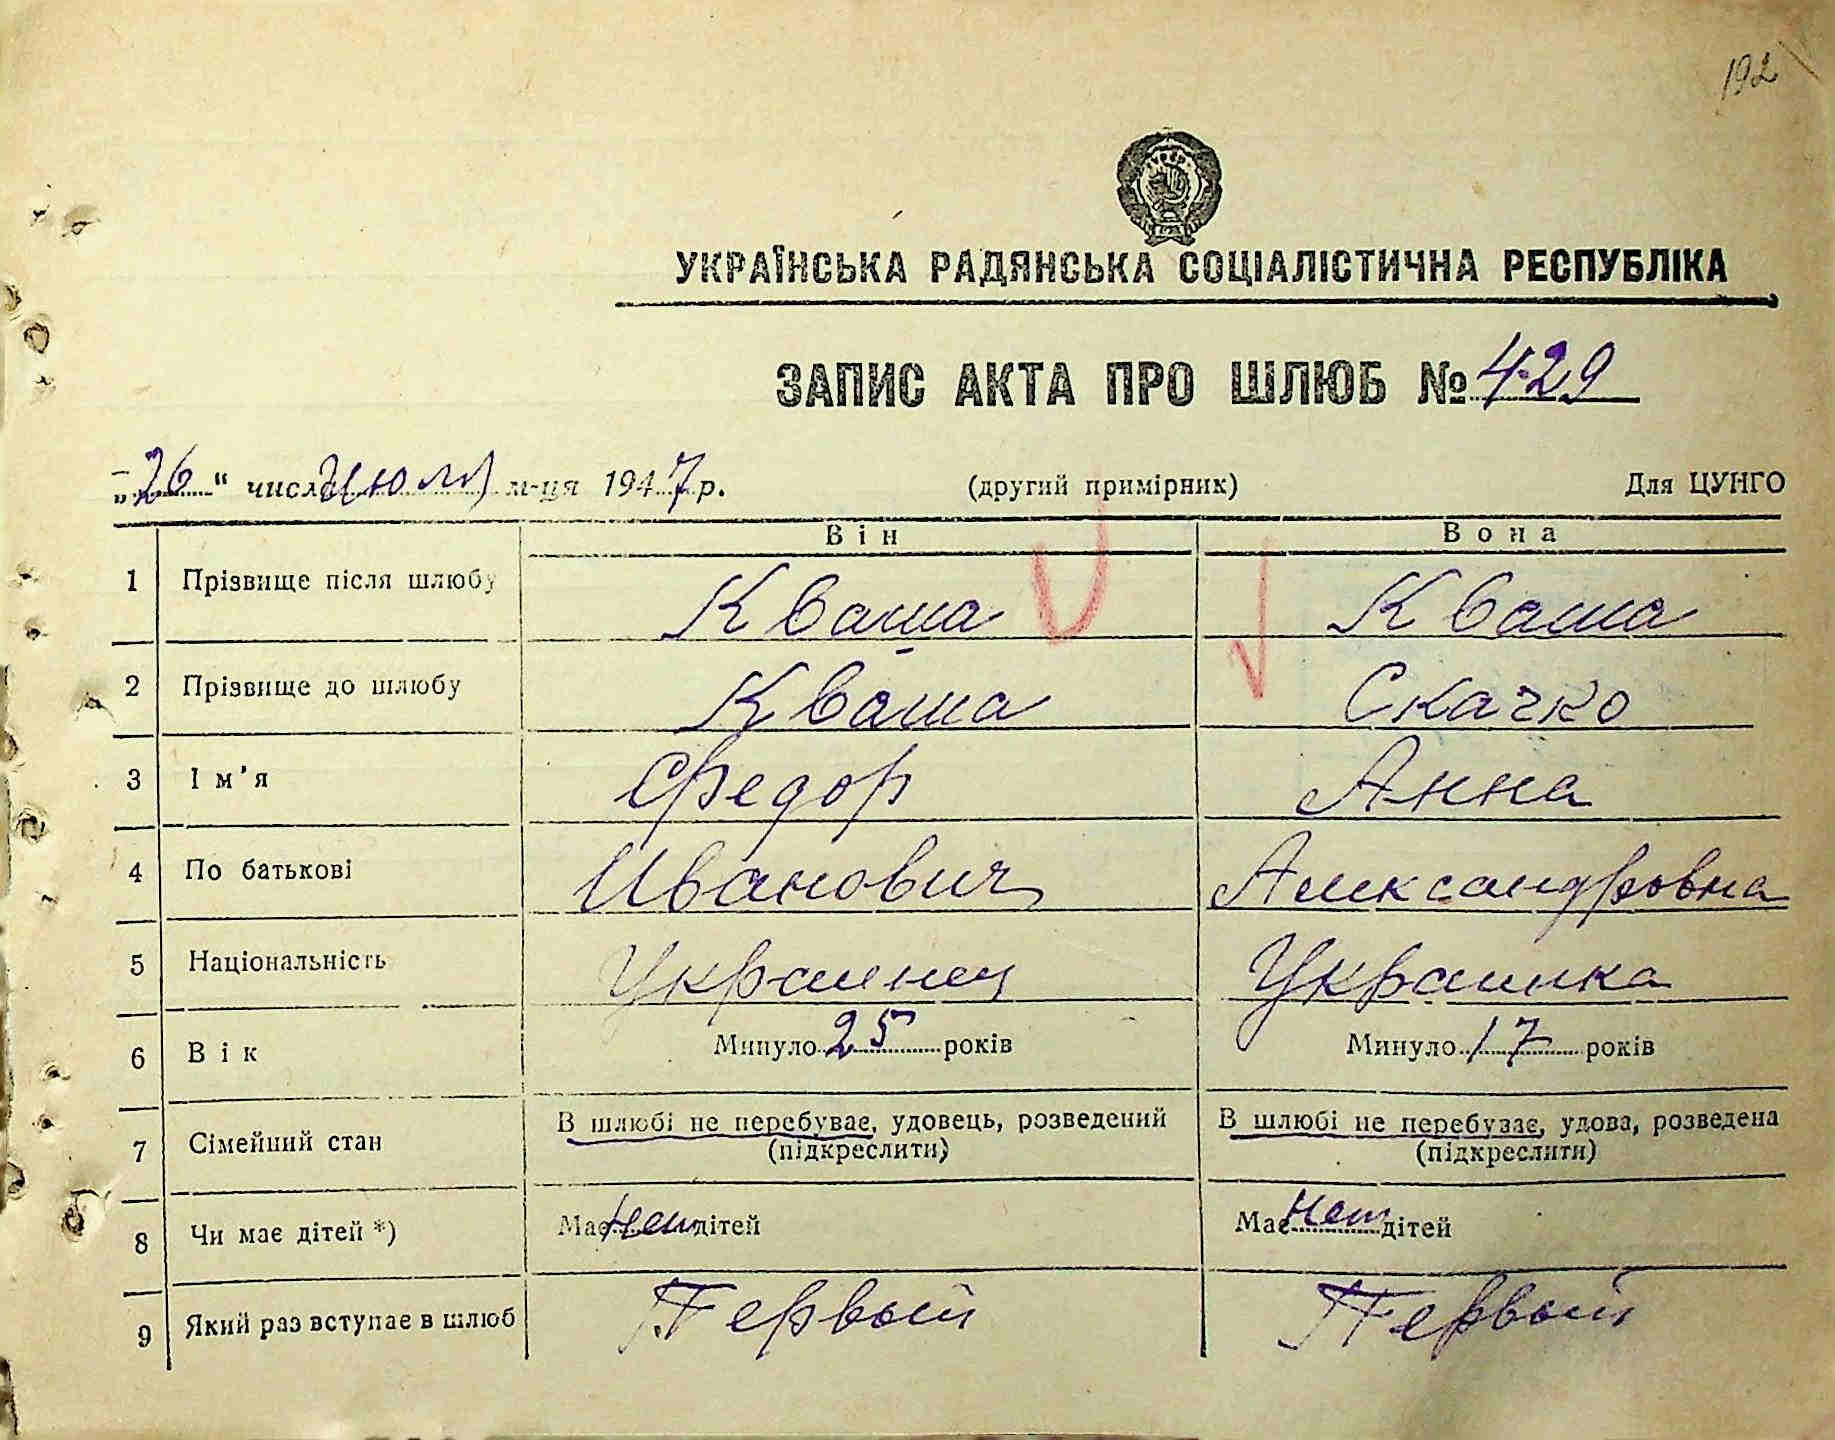 192
УКРАЇНСЬКА РАДЯНСЬКА СОЦІАЛІСТИЧНА РЕСПУБЛІКА
ЗАПИС АКТА ПРО ШЛЮБ № 429
„26“ числа июля м-ця 1947 р. (другий примірник) Для ЦУНГО
Він Вона
1 Прізвище після шлюбу Кваша Кваша
2 Прізвище до шлюбу Кваша Скачко
3 Ім’я Федор Анна
4 По батькові Иванович Александровна
5 Національність Украинец Украинка
6 Вік Минуло 25 років Минуло 17 років
7 Сімейний стан В шлюбі не перебуває, удовець, розведений В шлюбі не перебуває, удова, розведена
(підкреслити) (підкреслити)
8 Чи має дітей *) Має нет дітей Має нет дітей
9 Який раз вступає в шлюб Первый Первый